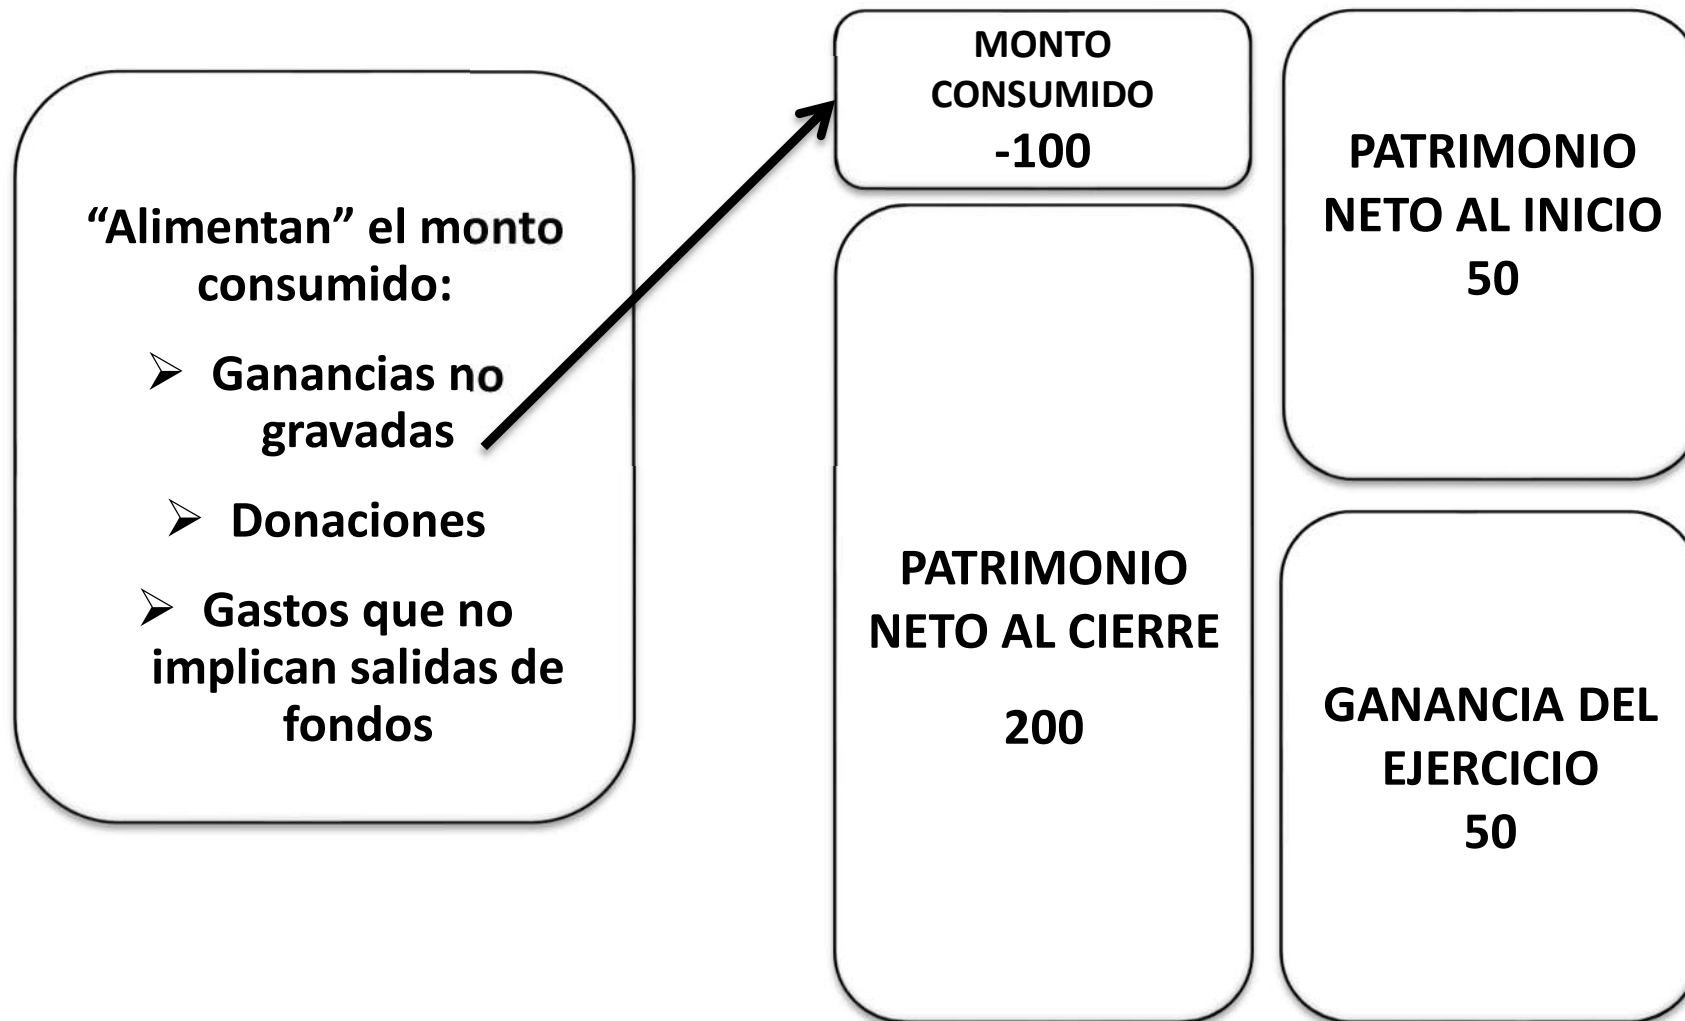 “Alimentan” el monto
consumido:
➢ Ganancias no
gravadas
➢ Donaciones
➢ Gastos que no
implican salidas de
fondos
MONTO
CONSUMIDO
-100
PATRIMONIO
NETO AL CIERRE
200
PATRIMONIO
NETO AL INICIO
50
GANANCIA DEL
EJERCICIO
50